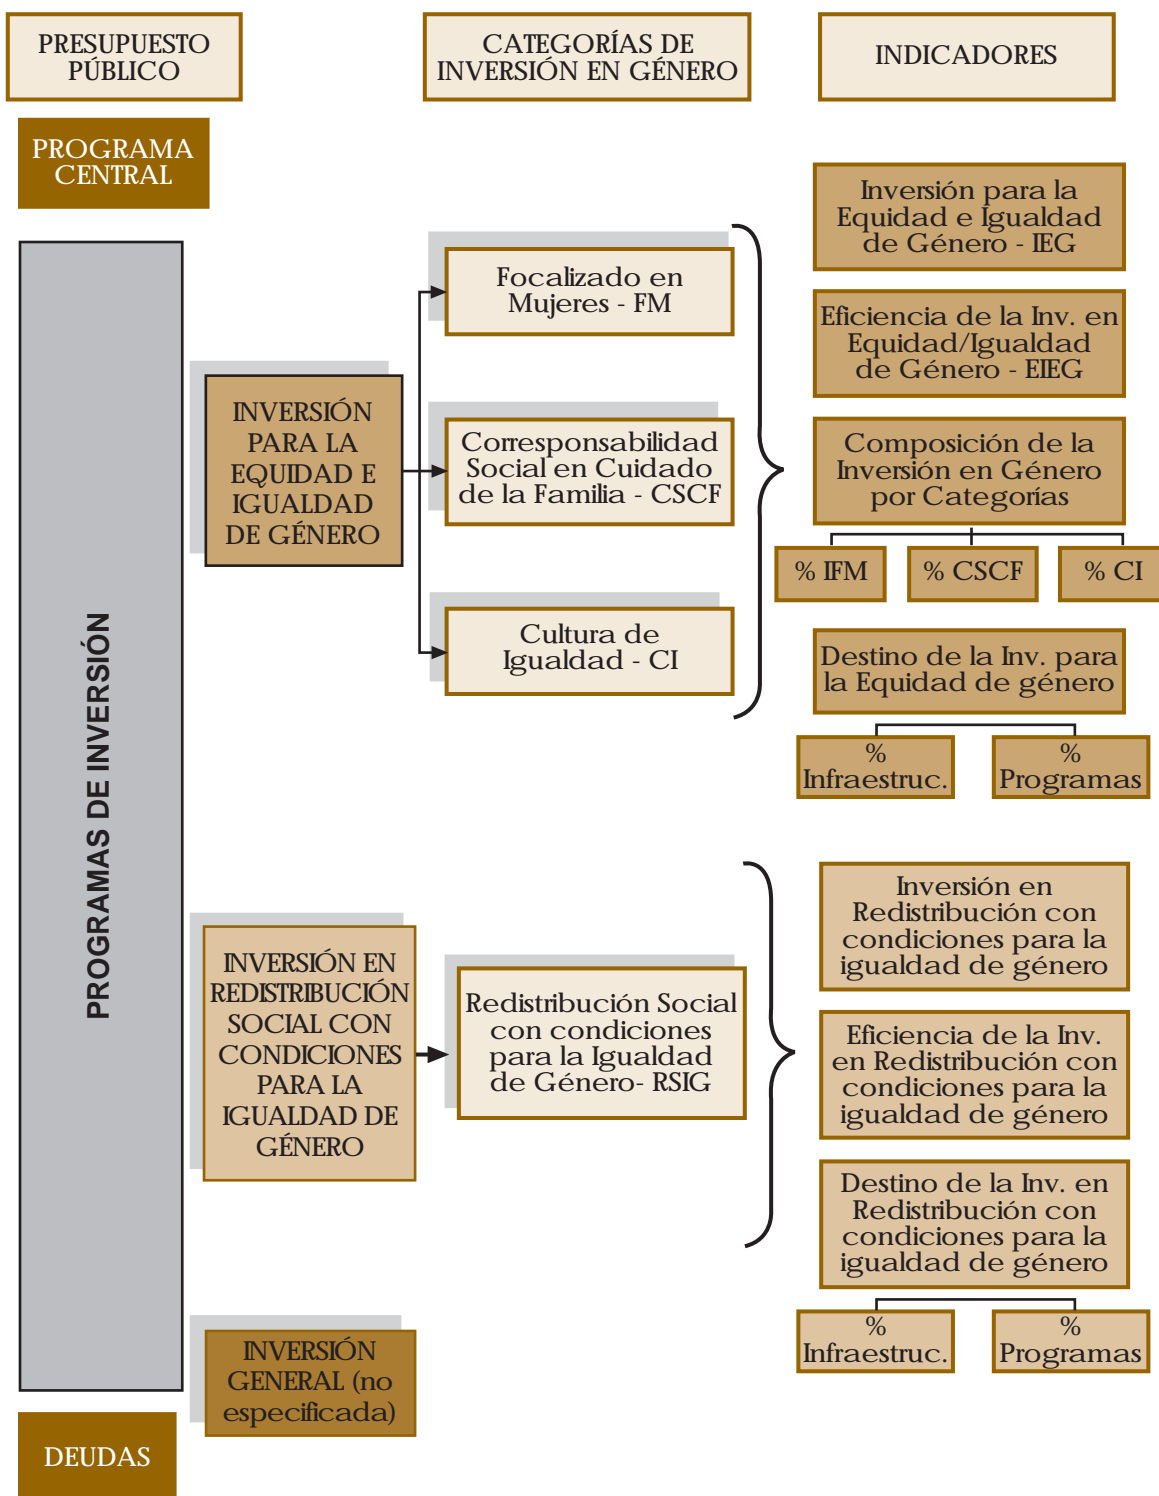 PRESUPUESTO
PÚBLICO
CATEGORÍAS DE
INVERSIÓN EN GÉNERO
INDICADORES
PROGRAMA
CENTRAL
PROGRAMAS DE INVERSIÓN
DEUDAS
INVERSIÓN
PARA LA
EQUIDAD E
IGUALDAD
DE GÉNERO
Focalizado en
Mujeres - FM
Corresponsabilidad
Social en Cuidado
de la Familia - CSCF
Cultura de
Igualdad - CI
Inversión para la
Equidad e Igualdad
de Género - IEG
Eficiencia de la Inv. en
Equidad/Igualdad
de Género - EIEG
Composición de la
Inversión en Género
por Categorías
% IFM
% CSCF
% CI
Destino de la Inv. para
la Equidad de género
%
Infraestruc.
%
Programas
INVERSIÓN EN
REDISTRIBUCIÓN
SOCIAL CON
CONDICIONES
PARA LA
IGUALDAD DE
GÉNERO
Redistribución Social
con condiciones
para la Igualdad
de Género- RSIG
Inversión en
Redistribución con
condiciones para la
igualdad de género
Eficiencia de la Inv.
en Redistribución con
condiciones para la
igualdad de género
Destino de la Inv. en
Redistribución con
condiciones para la
igualdad de género
%
Infraestruc.
%
Programas
INVERSIÓN
GENERAL (no
especificada)